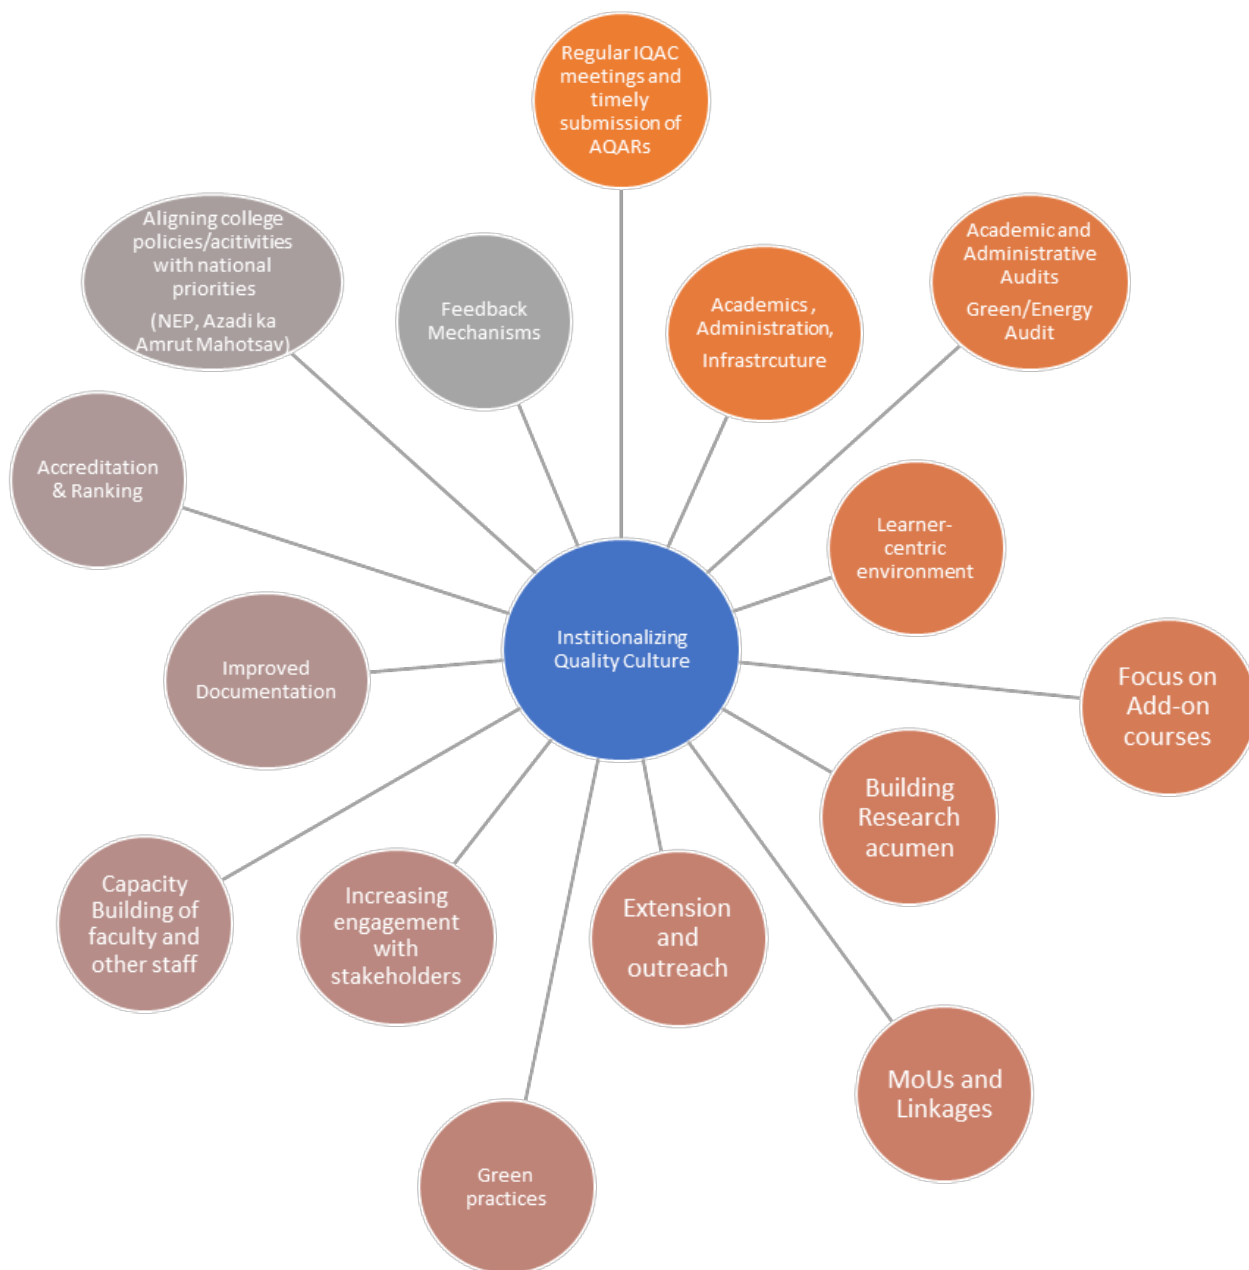 Regular IQAC
meetings and
timely
submission of
AQARs
Aligning college
policies/acitivities
with national
priorities
(NEP, Azadi ka
Amrut Mahotsav)
Feedback
Mechanisms
Academics ,
Administration,
Infrastrcuture
Academic and
Administrative
Audits
Green/Energy
Audit
Accreditation
& Ranking
Learner-
centric
environment
Institionalizing
Quality Culture
Improved
Documentation
Focus on
Add-on
courses
Building
Research
acumen
Capacity
Building of
faculty and
other staff
Increasing
engagement
with
stakeholders
Extension
and
outreach
MoUs and
Linkages
Green
practices